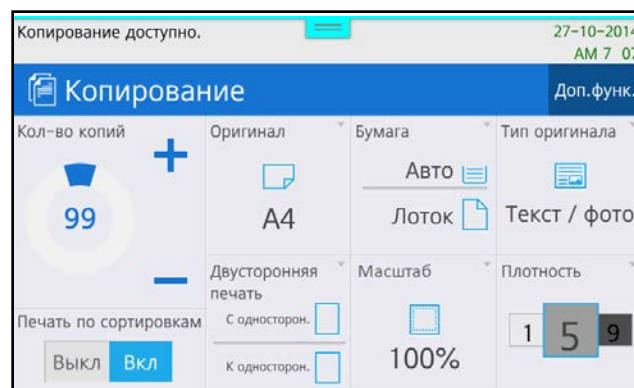 Копирование доступно.
27-10-2014
AM 7 07
Копирование
Доп.функ.
Кол-во копий
99
Печать по сортировкам
Выкл Вкл
Оригинал
A4
Бумага
Авто
Лоток
Тип оригинала
Текст / фото
Двусторонняя
печать
С односторон.
К односторон.
Масштаб
100%
Плотность
1 5 9